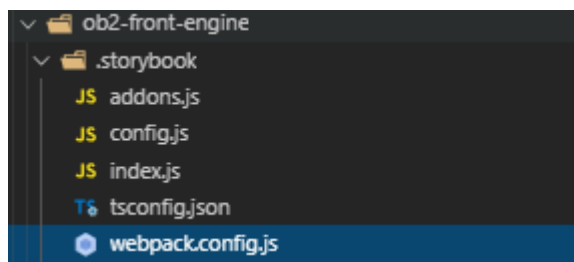 ob2-front-engine
.storybook
JS addons.js
JS config.js
JS index.js
TS tsconfig.json
webpack.config.js